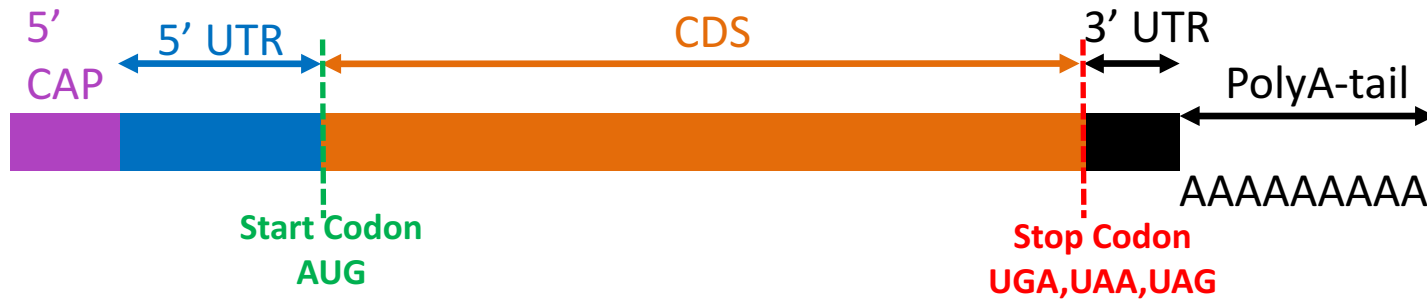 5’
CAP
5’ UTR
CDS
3’ UTR
PolyA-tail
AAAAAAAAA
Start Codon
AUG
Stop Codon
UGA,UAA,UAG